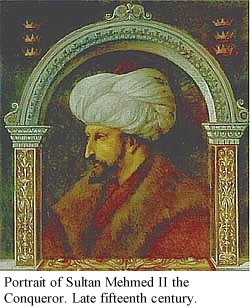 Portrait of Sultan Mehmed II the
Conqueror. Late fifteenth century.